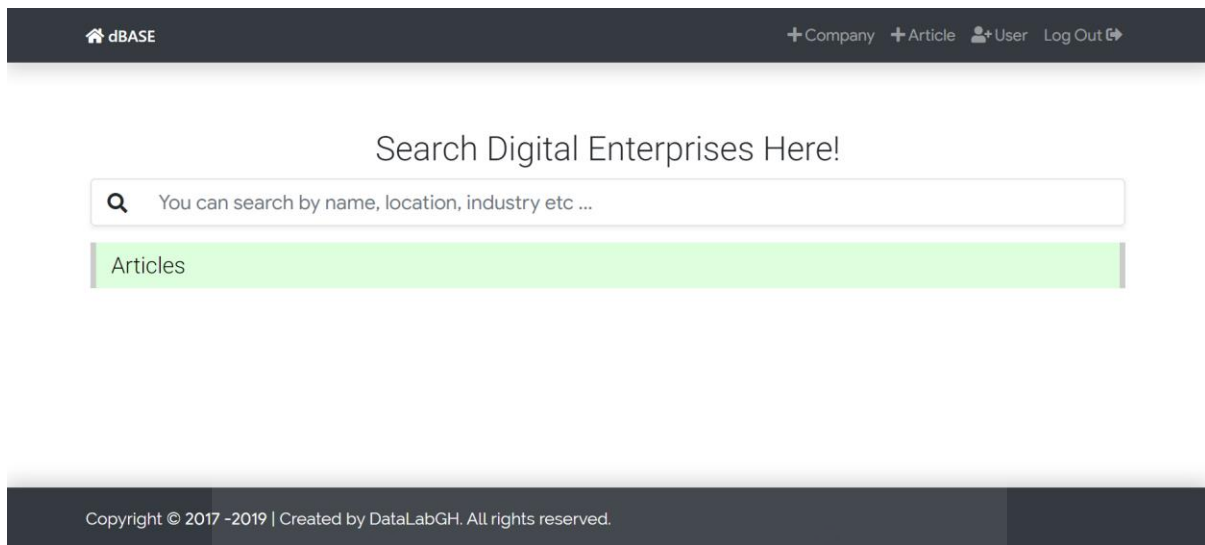 dBASE
+Company +Article User Log Out
Search Digital Enterprises Here!
You can search by name, location, industry etc ...
Articles
Copyright © 2017 -2019 | Created by DataLabGH. All rights reserved.